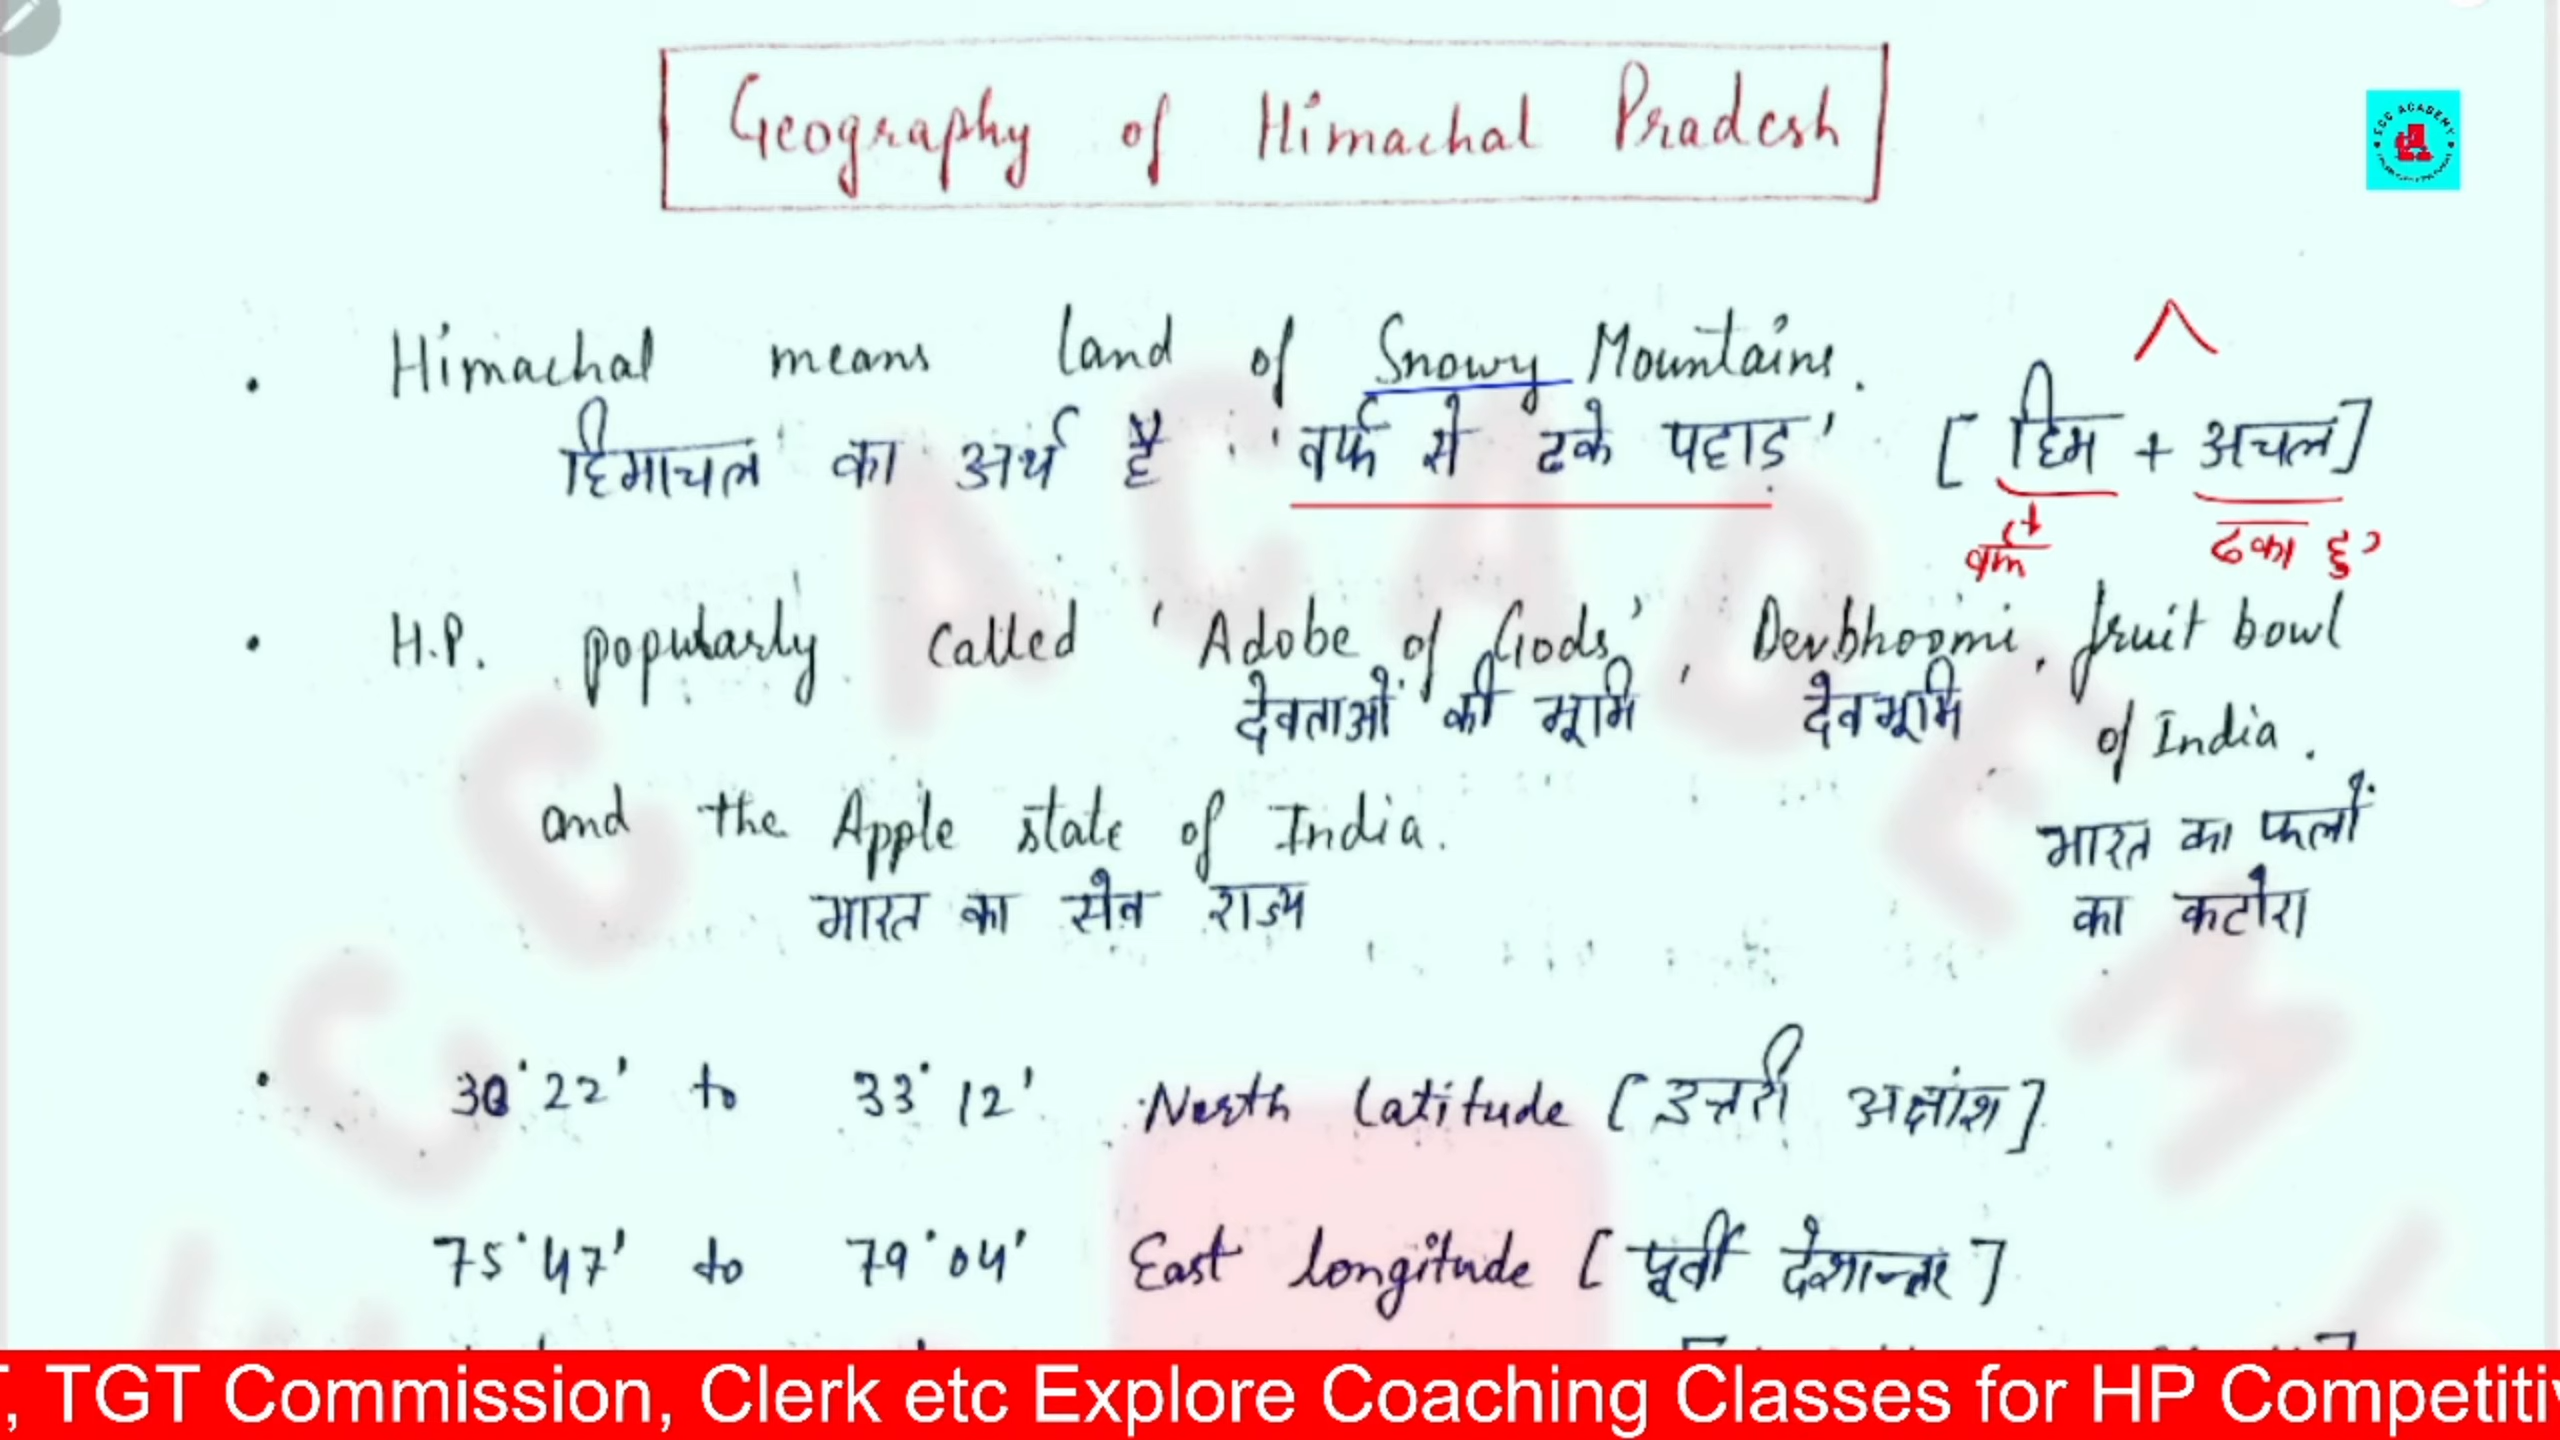 Geography of Himachal Pradesh
ECC ACADEMY
. Himachal means land of Snowy Mountains.
हिमाचल का अर्थ है 'बर्फ से ढके पहाड़' [हिम + अचल]
बर्फ ढका हुआ
. H.P. popularly called 'Adobe of Gods', Devbhoomi, fruit bowl
देवताओं की भूमि देवभूमि of India.
and the Apple state of India.
भारत का फलों
भारत का सेब राज्य
का कटोरा
. 30°22' to 33°12' North latitude [उत्तरी अक्षांश]
75°47' to 79°04' East longitude [पूर्वी देशान्तर]
, TGT Commission, Clerk etc Explore Coaching Classes for HP Competiti